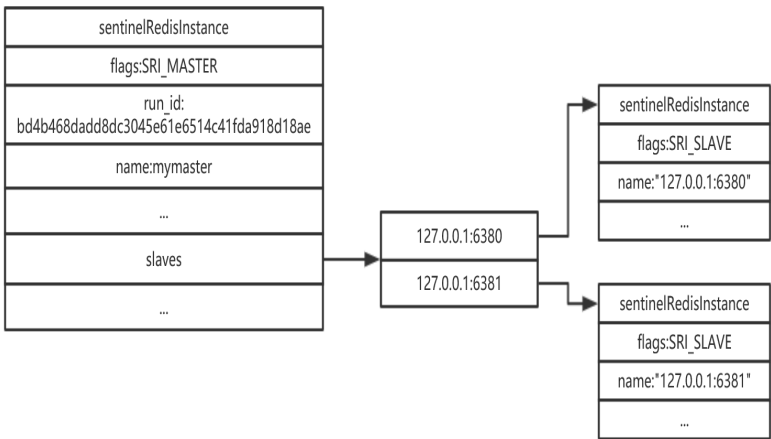 sentinelRedisInstance
flags:SRI_MASTER
run_id:
bd4b468dadd8dc3045e61e6514c41fda918d18ae
name:mymaster
...
slaves
...
127.0.0.1:6380
127.0.0.1:6381
sentinelRedisInstance
flags:SRI_SLAVE
name:"127.0.0.1:6380"
...
sentinelRedisInstance
flags:SRI_SLAVE
name:"127.0.0.1:6381"
...